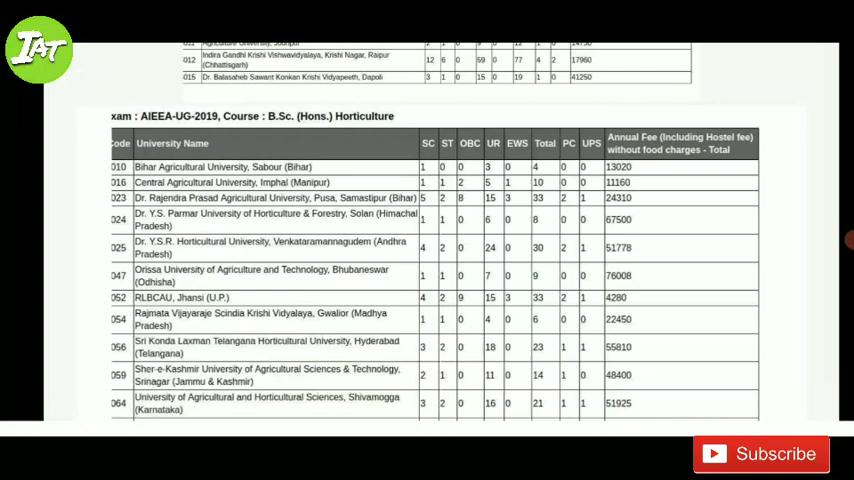 IAT
011 Agriculture University, Jodhpur 2 1 0 9 0 12 1 0 14750
012 Indira Gandhi Krishi Vishwavidyalaya, Krishi Nagar, Raipur (Chhattisgarh) 12 6 0 59 0 77 4 2 17960
015 Dr. Balasaheb Sawant Konkan Krishi Vidyapeeth, Dapoli 3 1 0 15 0 19 1 0 41250
xam : AIEEA-UG-2019, Course : B.Sc. (Hons.) Horticulture
Code University Name SC ST OBC UR EWS Total PC UPS Annual Fee (Including Hostel fee) without food charges - Total
010 Bihar Agricultural University, Sabour (Bihar) 1 0 0 3 0 4 0 0 13020
016 Central Agricultural University, Imphal (Manipur) 1 1 2 5 1 10 0 0 11160
023 Dr. Rajendra Prasad Agricultural University, Pusa, Samastipur (Bihar) 5 2 8 15 3 33 2 1 24310
024 Dr. Y.S. Parmar University of Horticulture & Forestry, Solan (Himachal Pradesh) 1 1 0 6 0 8 0 0 67500
025 Dr. Y.S.R. Horticultural University, Venkataramannagudem (Andhra Pradesh) 4 2 0 24 0 30 2 1 51778
047 Orissa University of Agriculture and Technology, Bhubaneswar (Odhisha) 1 1 0 7 0 9 0 0 76008
052 RLBCAU, Jhansi (U.P.) 4 2 9 15 3 33 2 1 4280
054 Rajmata Vijayaraje Scindia Krishi Vidyalaya, Gwalior (Madhya Pradesh) 1 1 0 4 0 6 0 0 22450
056 Sri Konda Laxman Telangana Horticultural University, Hyderabad (Telangana) 3 2 0 18 0 23 1 1 55810
059 Sher-e-Kashmir University of Agricultural Sciences & Technology, Srinagar (Jammu & Kashmir) 2 1 0 11 0 14 1 0 48400
064 University of Agricultural and Horticultural Sciences, Shivamogga (Karnataka) 3 2 0 16 0 21 1 1 51925
Subscribe